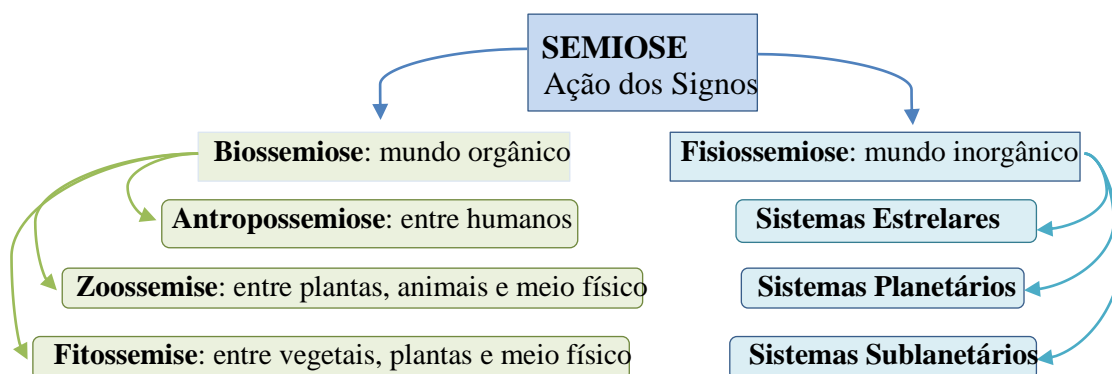 SEMIOSE
Ação dos Signos
Biossemiose: mundo orgânico
Fisiossemiose: mundo inorgânico
Antropossemiose: entre humanos
Sistemas Estrelares
Zoossemise: entre plantas, animais e meio físico
Sistemas Planetários
Fitossemise: entre vegetais, plantas e meio físico
Sistemas Sublanetários